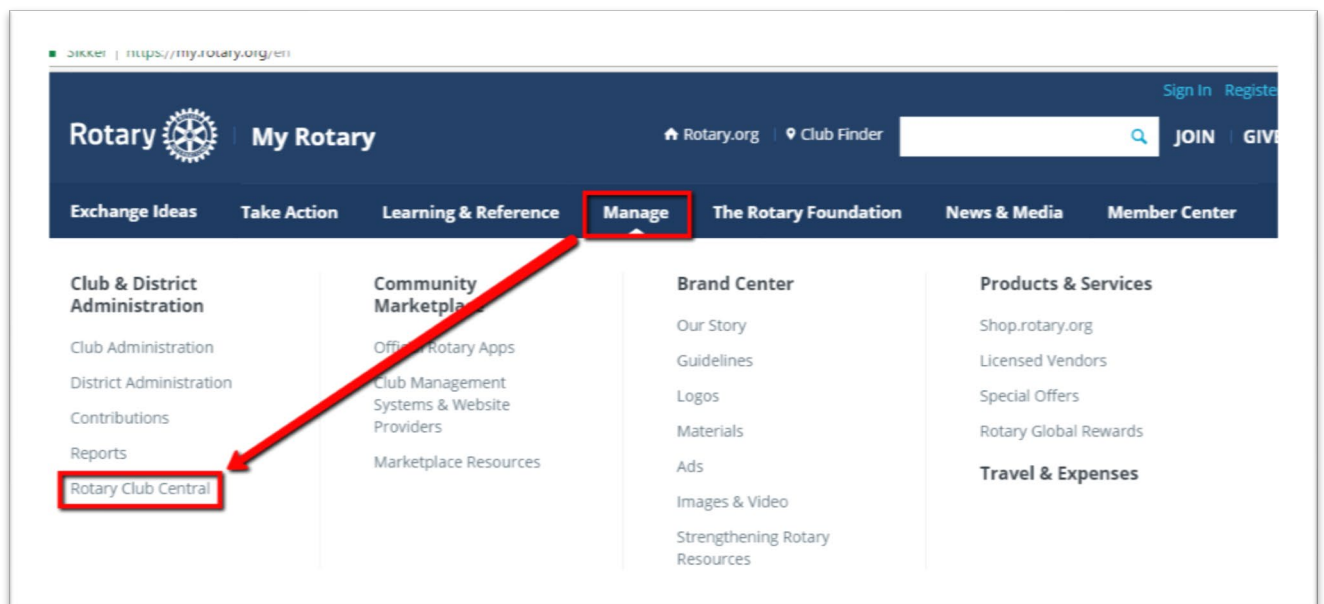 Sikker | https://my.rotary.org/en
Sign In Registe
Rotary My Rotary Rotary.org Club Finder JOIN GIVE
Exchange Ideas Take Action Learning & Reference Manage The Rotary Foundation News & Media Member Center
Club & District
Administration
Club Administration
District Administration
Contributions
Reports
Rotary Club Central
Community
Marketplace
Official Rotary Apps
Club Management
Systems & Website
Providers
Marketplace Resources
Brand Center
Our Story
Guidelines
Logos
Materials
Ads
Images & Video
Strengthening Rotary
Resources
Products & Services
Shop.rotary.org
Licensed Vendors
Special Offers
Rotary Global Rewards
Travel & Expenses